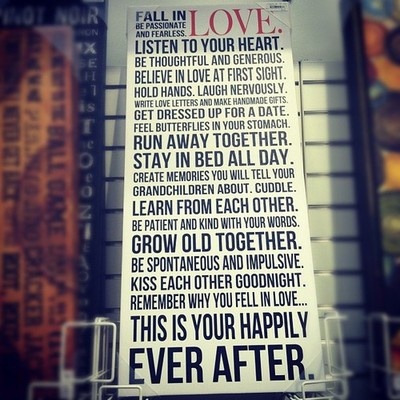 PINOT NOIR
FALL IN LOVE.
BE PASSIONATE
AND FEARLESS.
LISTEN TO YOUR HEART.
BE THOUGHTFUL AND GENEROUS.
BELIEVE IN LOVE AT FIRST SIGHT.
HOLD HANDS. LAUGH NERVOUSLY.
WRITE LOVE LETTERS AND MAKE HANDMADE GIFTS.
GET DRESSED UP FOR A DATE.
FEEL BUTTERFLIES IN YOUR STOMACH.
RUN AWAY TOGETHER.
STAY IN BED ALL DAY.
CREATE MEMORIES YOU WILL TELL YOUR
GRANDCHILDREN ABOUT. CUDDLE.
LEARN FROM EACH OTHER.
BE PATIENT AND KIND WITH YOUR WORDS.
GROW OLD TOGETHER.
BE SPONTANEOUS AND IMPULSIVE.
KISS EACH OTHER GOODNIGHT.
REMEMBER WHY YOU FELL IN LOVE...
THIS IS YOUR HAPPILY
EVER AFTER.